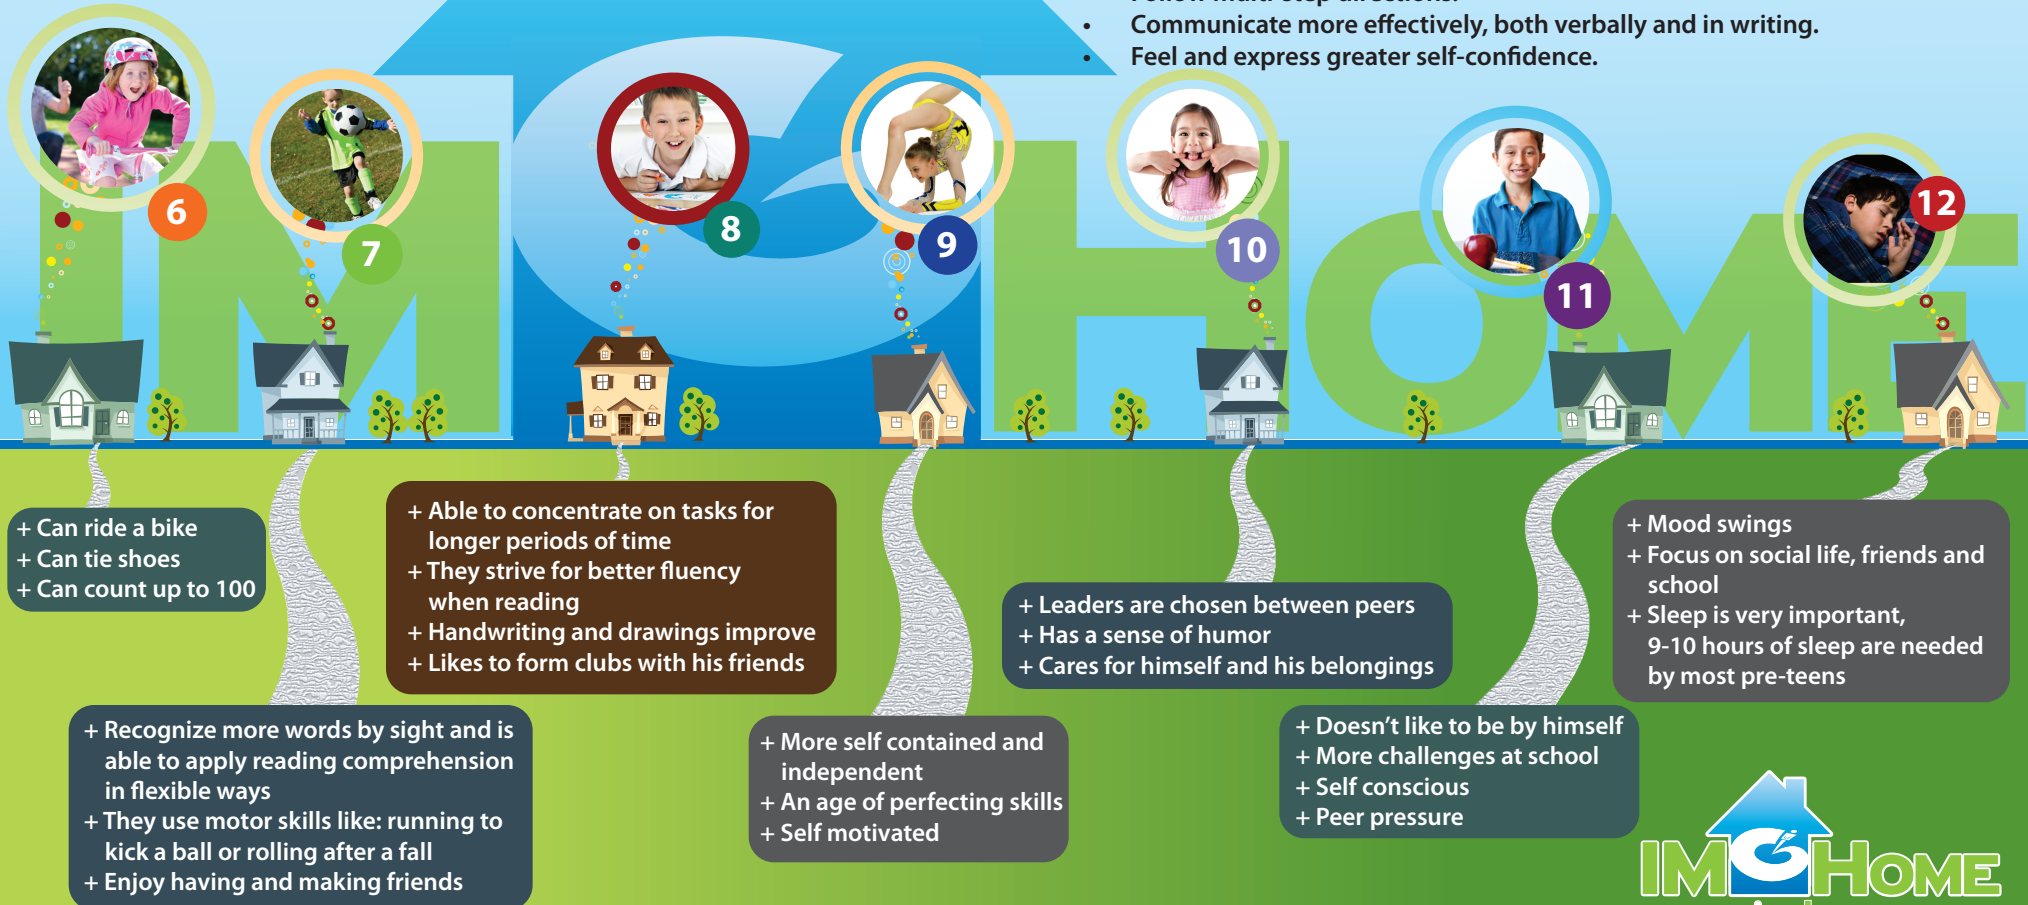 Follow multi-step directions.
• Communicate more effectively, both verbally and in writing.
• Feel and express greater self-confidence.
IM HOME
6
7
8
9
10
11
12
+ Can ride a bike
+ Can tie shoes
+ Can count up to 100
+ Recognize more words by sight and is
able to apply reading comprehension
in flexible ways
+ They use motor skills like: running to
kick a ball or rolling after a fall
+ Enjoy having and making friends
+ Able to concentrate on tasks for
longer periods of time
+ They strive for better fluency
when reading
+ Handwriting and drawings improve
+ Likes to form clubs with his friends
+ More self contained and
independent
+ An age of perfecting skills
+ Self motivated
+ Leaders are chosen between peers
+ Has a sense of humor
+ Cares for himself and his belongings
+ Doesn’t like to be by himself
+ More challenges at school
+ Self conscious
+ Peer pressure
+ Mood swings
+ Focus on social life, friends and
school
+ Sleep is very important,
9-10 hours of sleep are needed
by most pre-teens
IM HOME